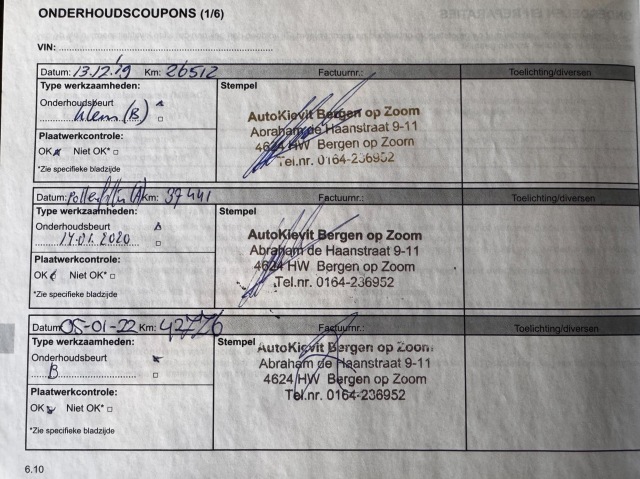 ONDERHOUDSCOUPONS (1/6)
VIN:
Datum: 13.12.19 Km: 26512 Factuurnr.: Toelichting/diversen
Type werkzaamheden: Stempel
Onderhoudsbeurt
klein (B)
Plaatwerkcontrole:
OK Niet OK*
*Zie specifieke bladzijde
AutoKievit Bergen op Zoom
Abraham de Haanstraat 9-11
4624 HW Bergen op Zoom
Tel.nr. 0164-236952
Datum: (A) Km: 37441 Factuurnr.: Toelichting/diversen
Type werkzaamheden: Stempel
Onderhoudsbeurt
14.01.2020
Plaatwerkcontrole:
OK Niet OK*
*Zie specifieke bladzijde
AutoKievit Bergen op Zoom
Abraham de Haanstraat 9-11
4624 HW Bergen op Zoom
Tel.nr. 0164-236952
Datum: 05-01-22 Km: 42776 Factuurnr.: Toelichting/diversen
Type werkzaamheden: Stempel
Onderhoudsbeurt
B
Plaatwerkcontrole:
OK Niet OK*
*Zie specifieke bladzijde
AutoKievit Bergen op Zoom
Abraham de Haanstraat 9-11
4624 HW Bergen op Zoom
Tel.nr. 0164-236952
6.10